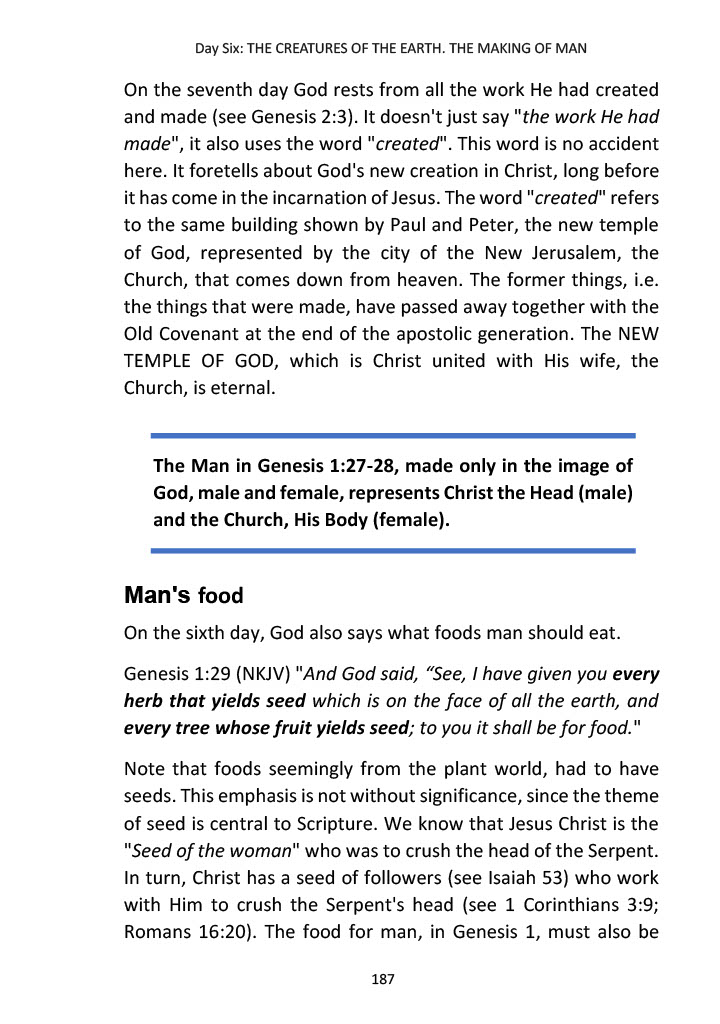 Day Six: THE CREATURES OF THE EARTH. THE MAKING OF MAN
On the seventh day God rests from all the work He had created
and made (see Genesis 2:3). It doesn't just say "the work He had
made", it also uses the word "created". This word is no accident
here. It foretells about God's new creation in Christ, long before
it has come in the incarnation of Jesus. The word "created" refers
to the same building shown by Paul and Peter, the new temple
of God, represented by the city of the New Jerusalem, the
Church, that comes down from heaven. The former things, i.e.
the things that were made, have passed away together with the
Old Covenant at the end of the apostolic generation. The NEW
TEMPLE OF GOD, which is Christ united with His wife, the
Church, is eternal.
The Man in Genesis 1:27-28, made only in the image of
God, male and female, represents Christ the Head (male)
and the Church, His Body (female).
Man's food
On the sixth day, God also says what foods man should eat.
Genesis 1:29 (NKJV) "And God said, “See, I have given you every
herb that yields seed which is on the face of all the earth, and
every tree whose fruit yields seed; to you it shall be for food."
Note that foods seemingly from the plant world, had to have
seeds. This emphasis is not without significance, since the theme
of seed is central to Scripture. We know that Jesus Christ is the
"Seed of the woman" who was to crush the head of the Serpent.
In turn, Christ has a seed of followers (see Isaiah 53) who work
with Him to crush the Serpent's head (see 1 Corinthians 3:9;
Romans 16:20). The food for man, in Genesis 1, must also be
187